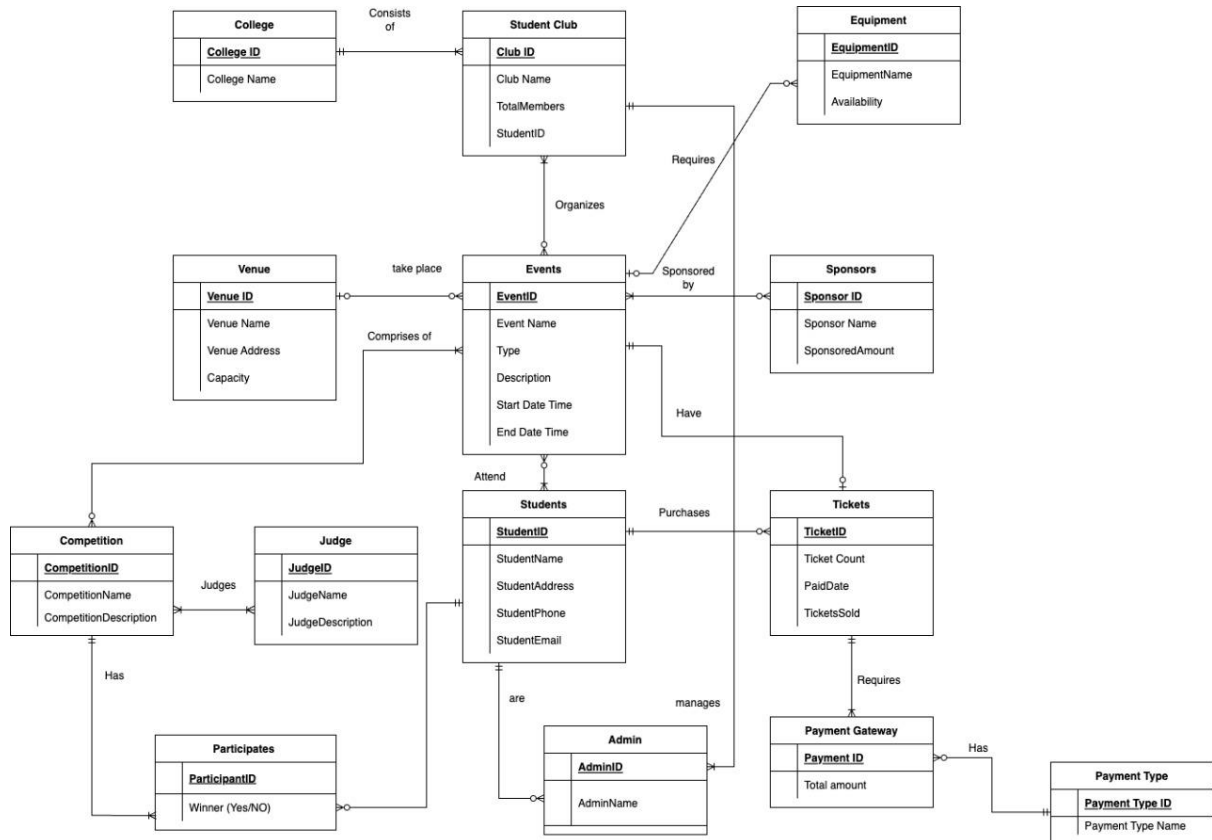 College
College ID
College Name
Consists
of
Student Club
Club ID
Club Name
TotalMembers
StudentID
Equipment
EquipmentID
EquipmentName
Availability
Requires
Organizes
Venue
Venue ID
Venue Name
Venue Address
Capacity
take place
Comprises of
Events
EventID
Event Name
Type
Description
Start Date Time
End Date Time
Sponsored
by
Sponsors
Sponsor ID
Sponsor Name
SponsoredAmount
Have
Attend
Competition
CompetitionID
CompetitionName
CompetitionDescription
Judges
Judge
JudgeID
JudgeName
JudgeDescription
Students
StudentID
StudentName
StudentAddress
StudentPhone
StudentEmail
Purchases
Tickets
TicketID
Ticket Count
PaidDate
TicketsSold
Has
are
manages
Requires
Participates
ParticipantID
Winner (Yes/NO)
Admin
AdminID
AdminName
Payment Gateway
Payment ID
Total amount
Has
Payment Type
Payment Type ID
Payment Type Name